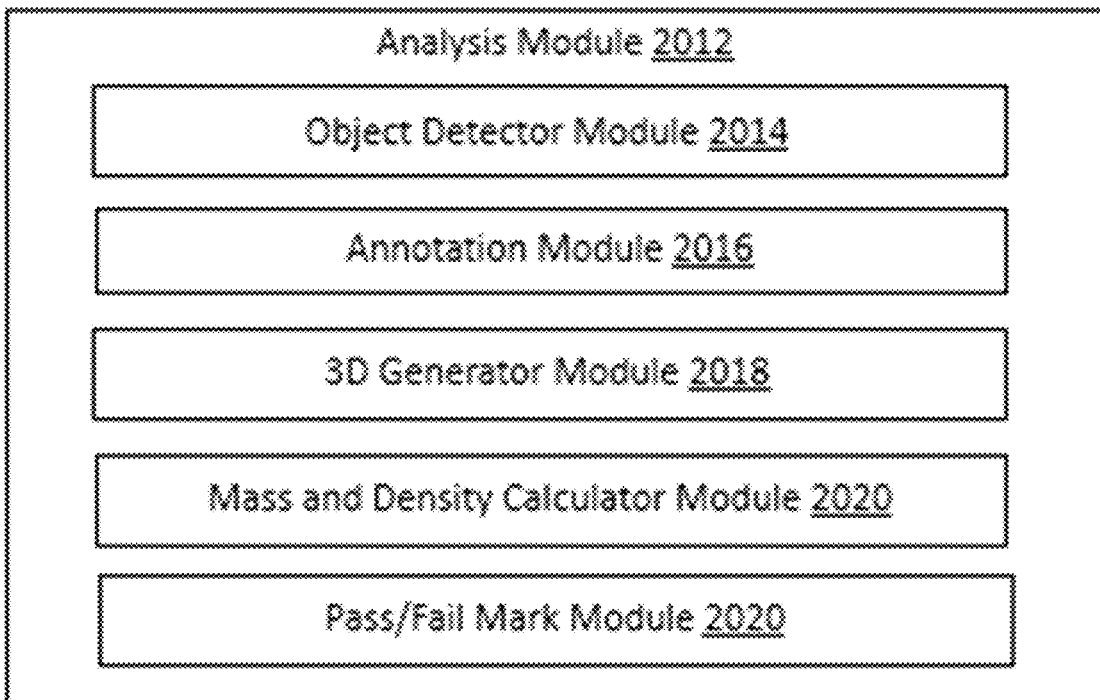 Analysis Module 2012
Object Detector Module 2014
Annotation Module 2016
3D Generator Module 2018
Mass and Density Calculator Module 2020
Pass/Fail Mark Module 2020